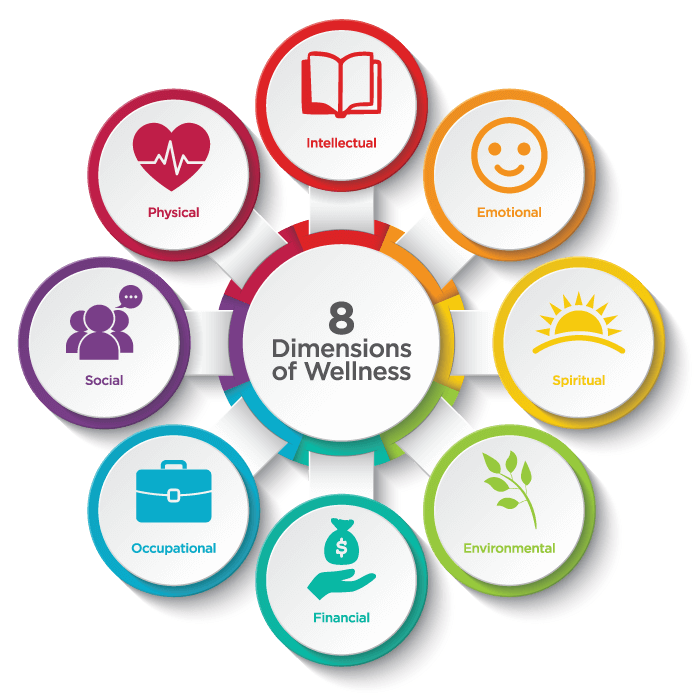 8
Dimensions
of Wellness
Intellectual
Emotional
Spiritual
Environmental
$
Financial
Occupational
Social
Physical